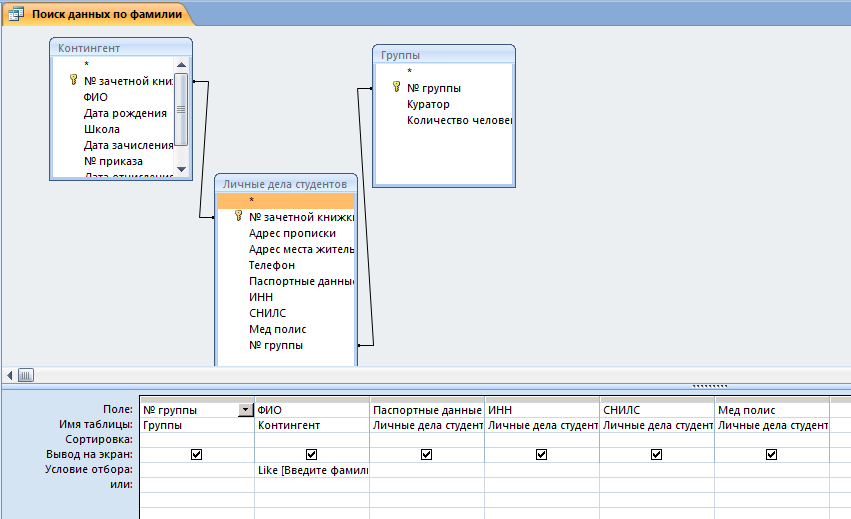 Поиск данных по фамилии
Контингент
*
№ зачетной книж
ФИО
Дата рождения
Школа
Дата зачисления
№ приказа
Дата отчисления
Группы
*
№ группы
Куратор
Количество человек
Личные дела студентов
*
№ зачетной книжки
Адрес прописки
Адрес места житель
Телефон
Паспортные данные
ИНН
СНИЛС
Мед полис
№ группы
Поле: № группы ФИО Паспортные данные ИНН СНИЛС Мед полис
Имя таблицы: Группы Контингент Личные дела студент Личные дела студент Личные дела студент Личные дела студент
Сортировка:
Вывод на экран:
Условие отбора: Like [Введите фамили
или: